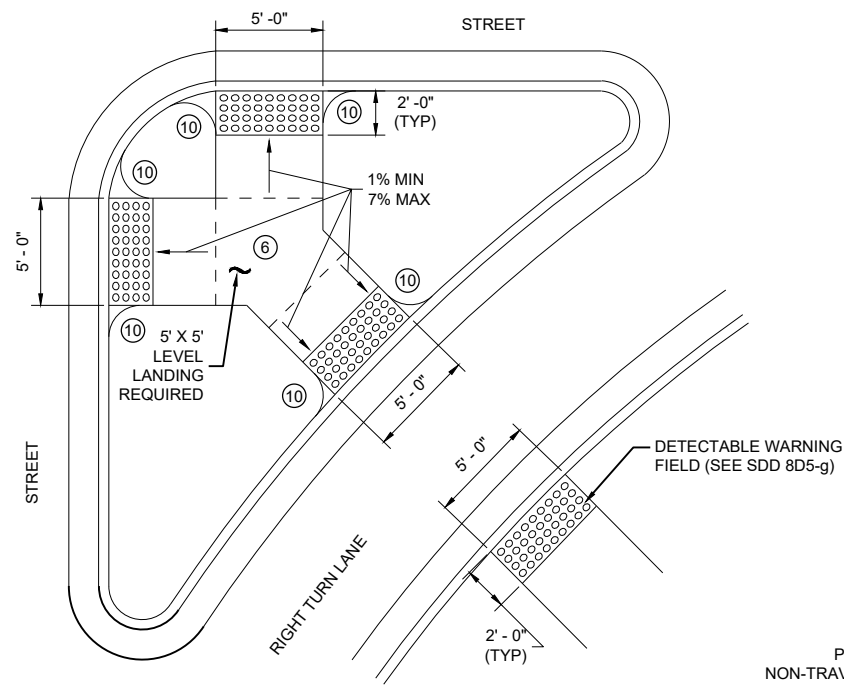 5' -0"
STREET
2' -0"
(TYP)
10
10
10
1% MIN
7% MAX
5' - 0"
6
10
10
5' X 5'
LEVEL
LANDING
REQUIRED
10
5' - 0"
5' - 0"
DETECTABLE WARNING
FIELD (SEE SDD 8D5-g)
STREET
RIGHT TURN LANE
2' - 0"
(TYP)
P
NON-TRAV